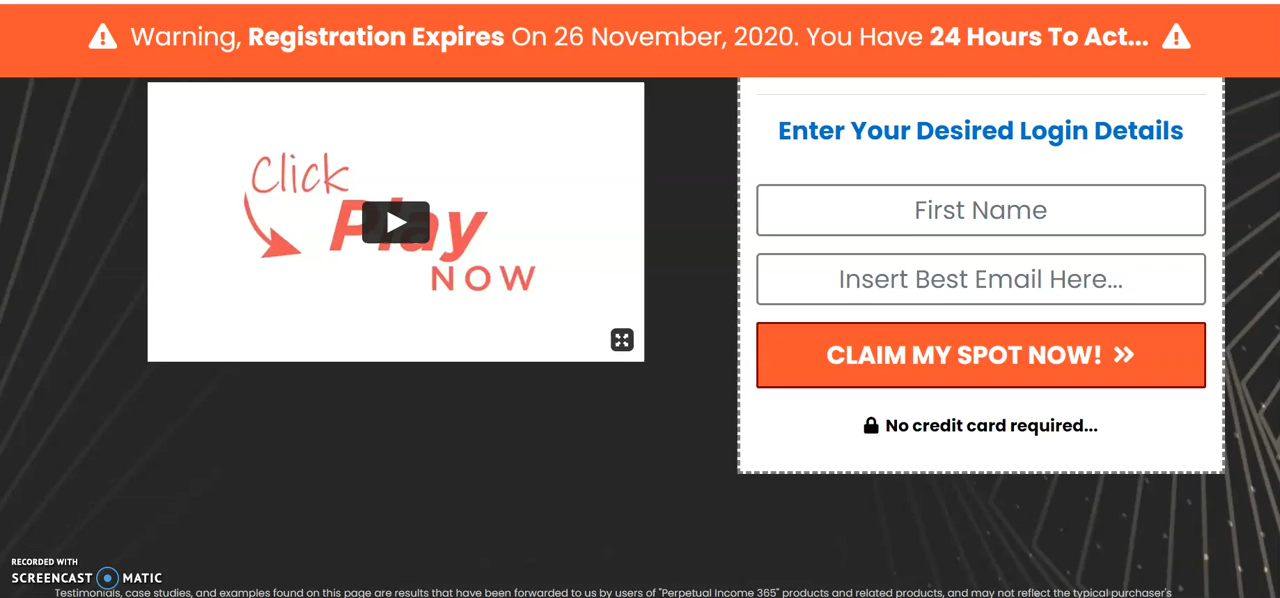 Warning, Registration Expires On 26 November, 2020. You Have 24 Hours To Act...
Click
Play
NOW
Enter Your Desired Login Details
First Name
Insert Best Email Here...
CLAIM MY SPOT NOW! »
No credit card required...
RECORDED WITH
SCREENCAST MATIC
Testimonials, case studies, and examples found on this page are results that have been forwarded to us by users of "Perpetual Income 365" products and related products, and may not reflect the typical purchaser's